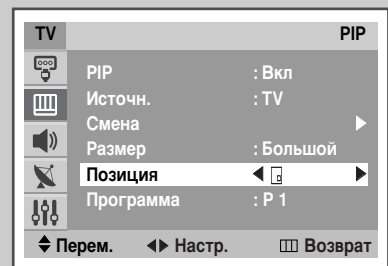 TV PIP
PIP : Вкл
Источн. : TV
Смена
Размер : Большой
Позиция
Программа : P 1
Перем. Настр. Возврат